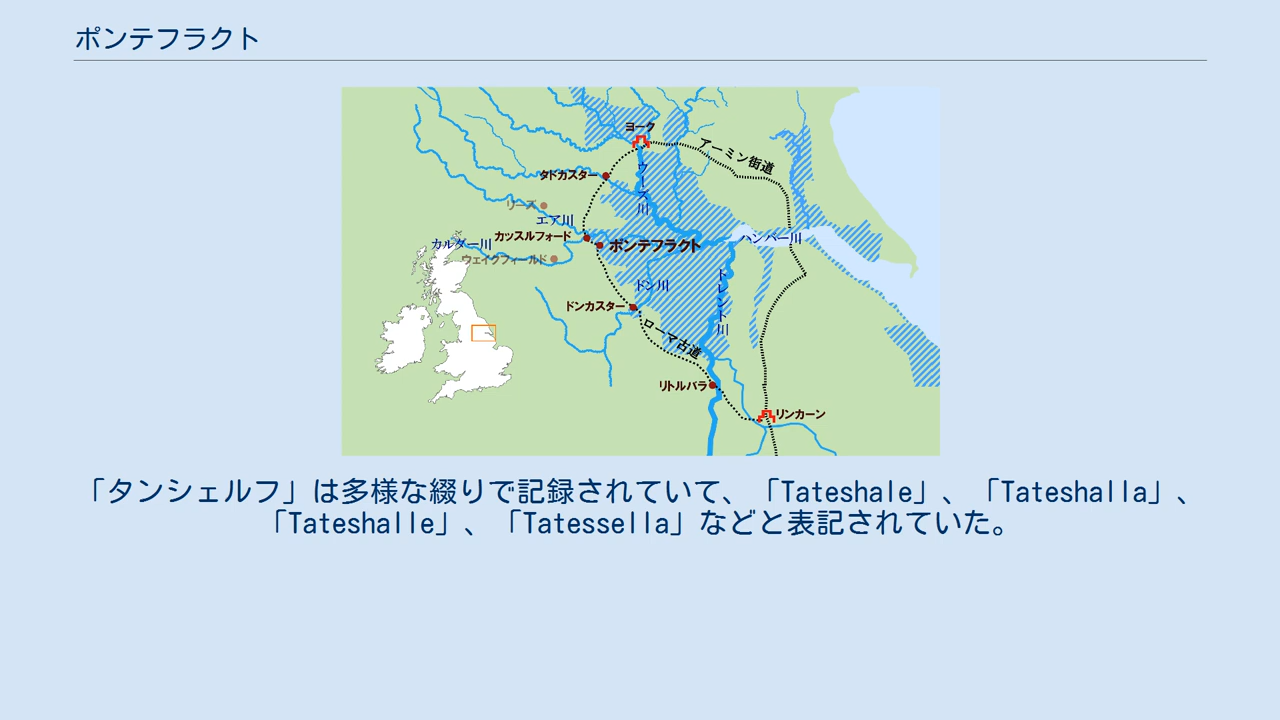 ポンテフラクト
ヨーク
アーミン街道
タドカスター
ウーズ川
リーズ
エア川
カッスルフォード
ポンテフラクト
ハンバー川
カルダー川
ウェイクフィールド
ドン川
トレント川
ドンカスター
ローマ古道
リトルバラ
リンカーン
「タンシェルフ」は多様な綴りで記録されていて、「Tateshale」、「Tateshalla」、
「Tateshalle」、「Tatessella」などと表記されていた。